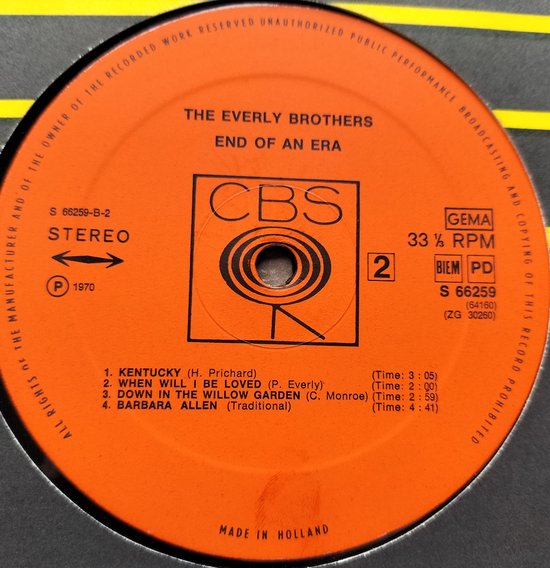 ALL RIGHTS of THE MANUFACTURER AND OF THE OWNER OF THE RECORDED WORK RESERVED UNAUTHORIZED PUBLIC PERFORMANCE BROADCASTING AND COPYING OF THIS RECORD PROHIBITED
THE EVERLY BROTHERS
END OF AN ERA
CBS
S 66259-B-2
STEREO
P 1970
GEMA
33 ⅓ RPM
2
BIEM PD
S 66259
(64160)
(ZG 30260)
1. KENTUCKY (H. Prichard) (Time: 3 : 05)
2. WHEN WILL I BE LOVED (P. Everly) (Time: 2 : 00)
3. DOWN IN THE WILLOW GARDEN (C. Monroe) (Time: 2 : 59)
4. BARBARA ALLEN (Traditional) (Time: 4 : 41)
MADE IN HOLLAND